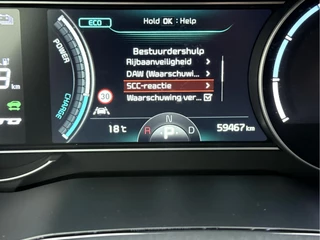 ECO
Hold OK : Help
POWER
Bestuurdershulp
Rijbaanveiligheid
DAW (Waarschuwi...
SCC-reactie
Waarschuwing ver...
CHARGE
30
18℃
R
N
P
D
59467 km